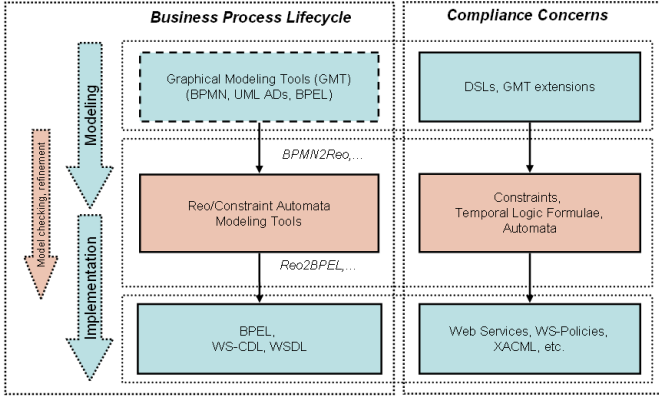 Business Process Lifecycle
Compliance Concerns
Modeling
Model checking, refinement
Implementation
Graphical Modeling Tools (GMT)
(BPMN, UML ADs, BPEL)
DSLs, GMT extensions
BPMN2Reo,...
Reo/Constraint Automata
Modeling Tools
Constraints,
Temporal Logic Formulae,
Automata
Reo2BPEL,...
BPEL,
WS-CDL, WSDL
Web Services, WS-Policies,
XACML, etc.